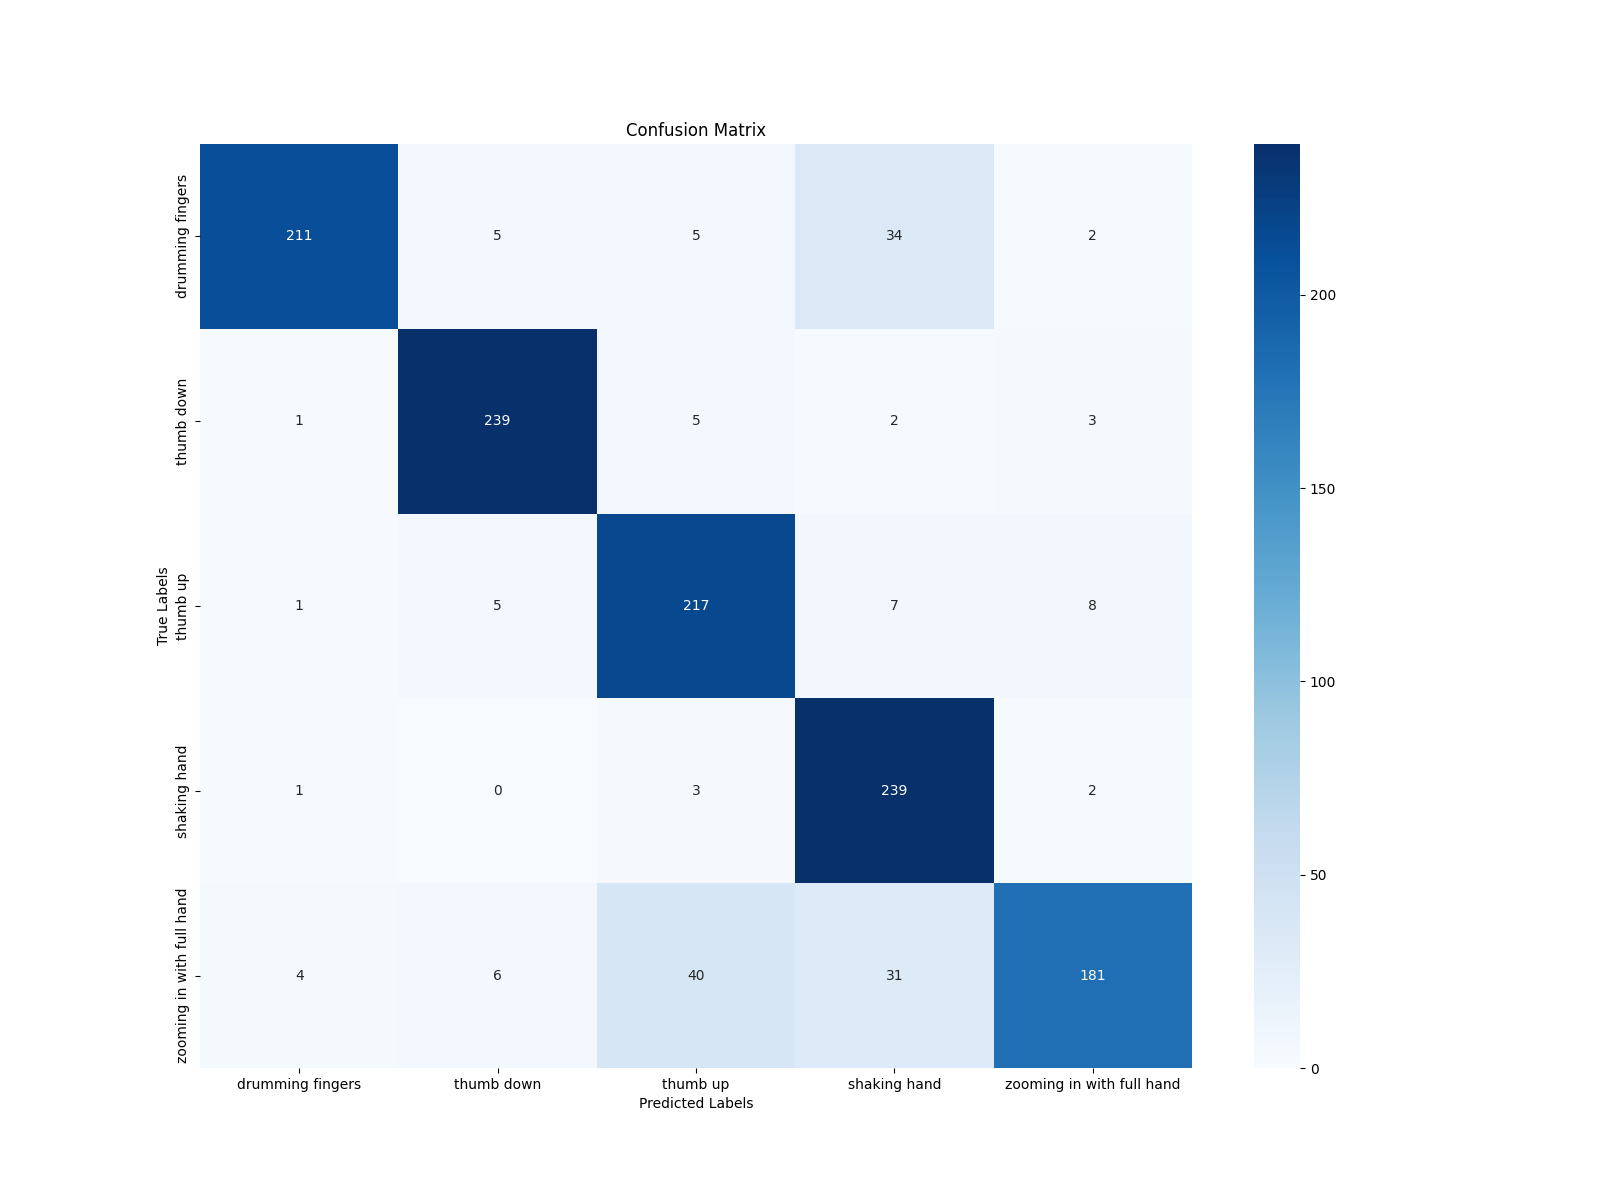 Confusion Matrix
drumming fingers
211 5 5 34 2
thumb down
1 239 5 2 3
True Labels
thumb up
1 5 217 7 8
shaking hand
1 0 3 239 2
zooming in with full hand
4 6 40 31 181
drumming fingers thumb down thumb up shaking hand zooming in with full hand
Predicted Labels
200
150
100
50
0